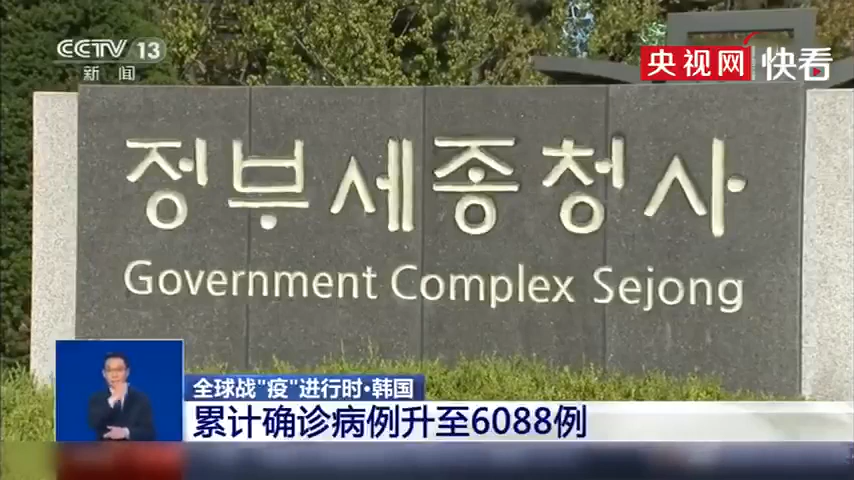 CCTV 13
新闻
央视网 快看
정부세종청사
Government Complex Sejong
全球战"疫"进行时·韩国
累计确诊病例升至6088例